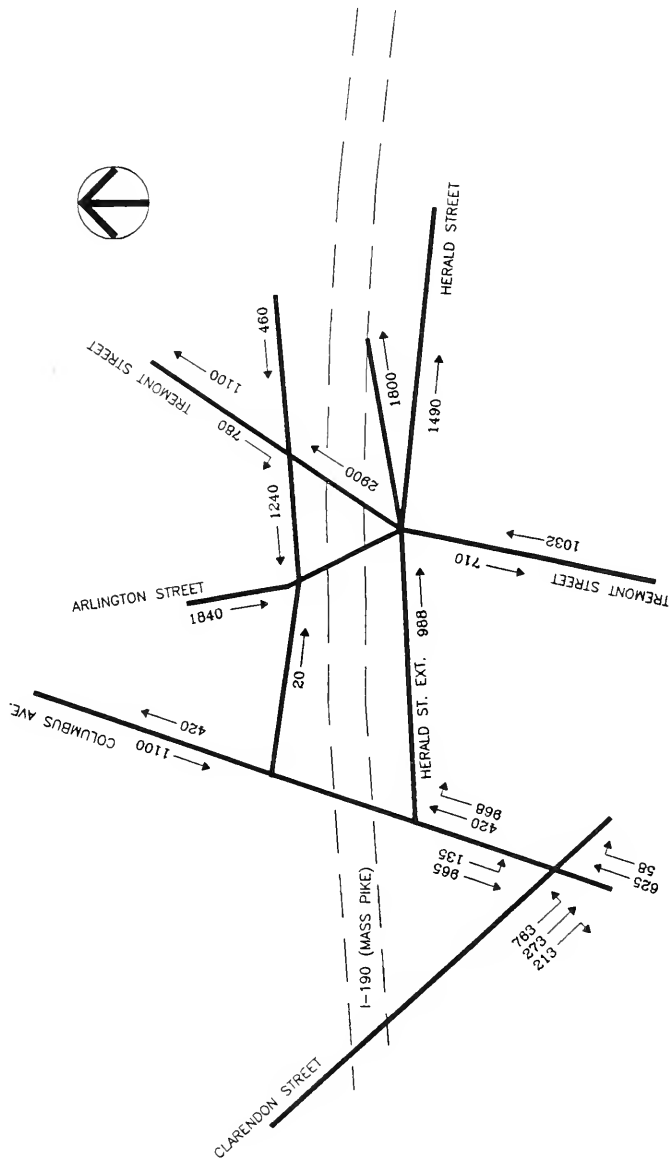 HERALD STREET
460
TREMONT STREET
1100
780
1240
2900
1800
1490
ARLINGTON STREET
1840
1032
710
TREMONT STREET
20
988
HERALD ST. EXT.
COLUMBUS AVE.
420
1100
968
420
135
965
I-190 (MASS PIKE)
58
625
763
273
213
CLARENDON STREET